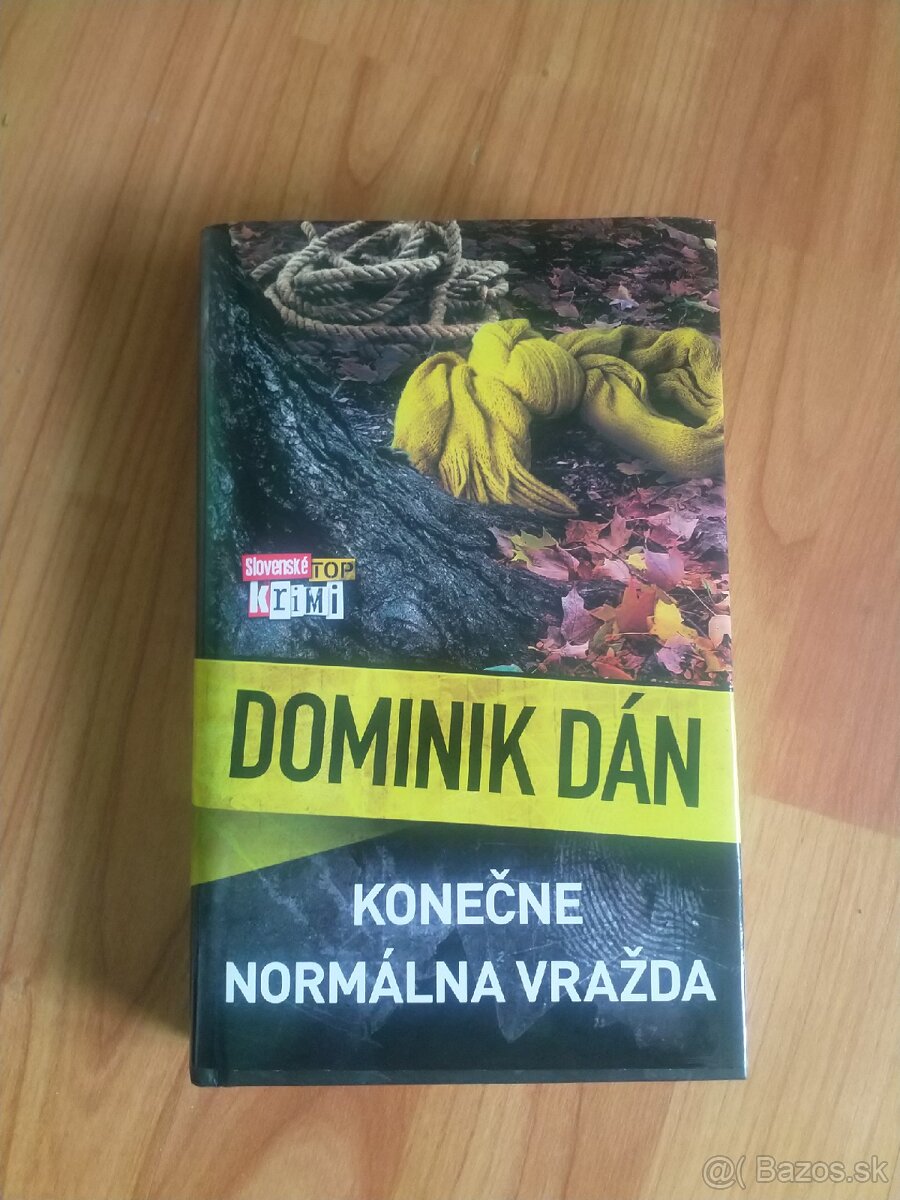 Slovenské TOP
KRiMi
DOMINIK DÁN
KONEČNE
NORMÁLNA VRAŽDA
@( Bazos.sk